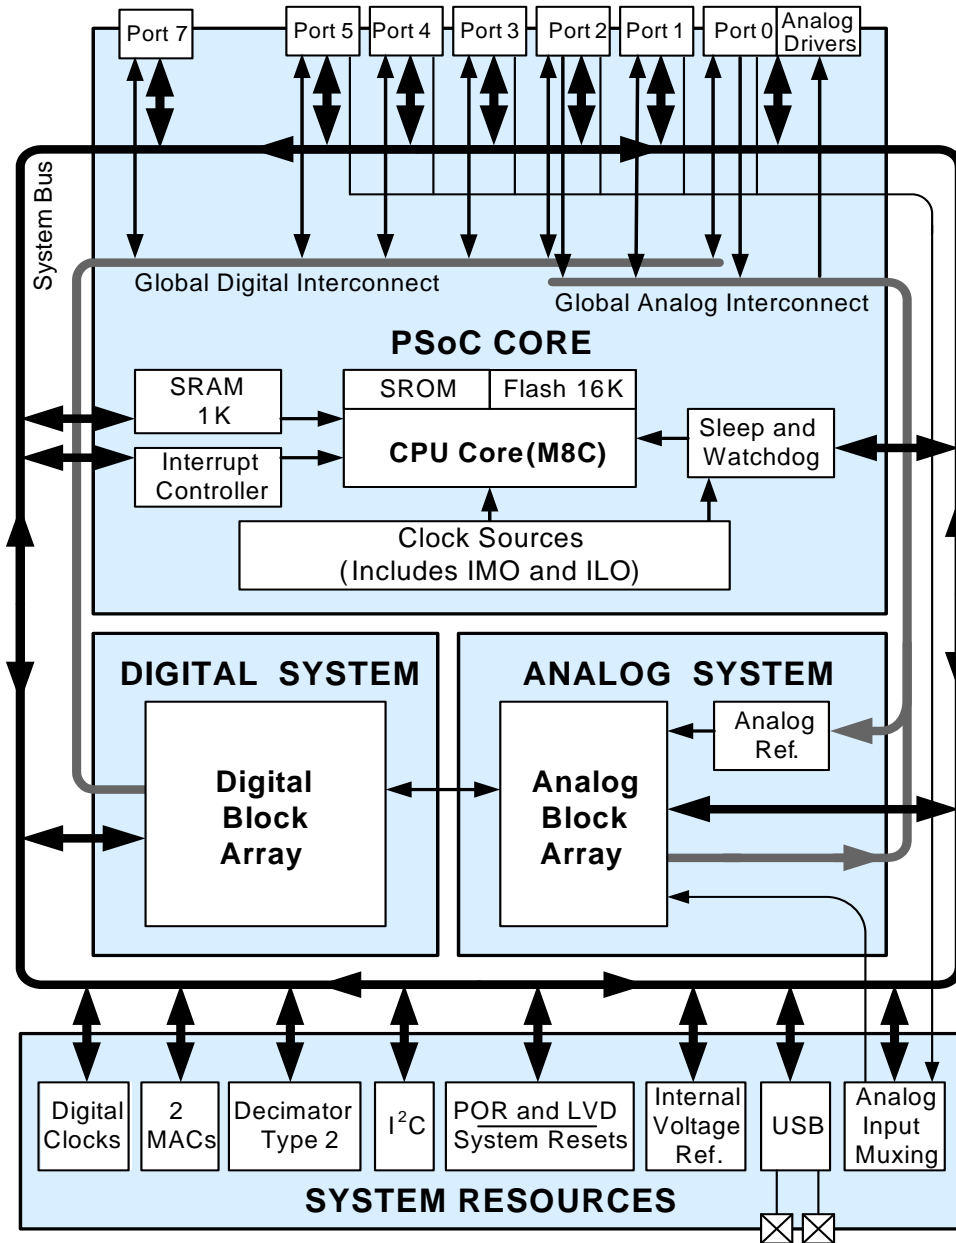 Port 7
Port 5
Port 4
Port 3
Port 2
Port 1
Port 0
Analog
Drivers
System Bus
Global Digital Interconnect
Global Analog Interconnect
PSoC CORE
SRAM
1K
SROM
Flash 16K
CPU Core(M8C)
Sleep and
Watchdog
Interrupt
Controller
Clock Sources
(Includes IMO and ILO)
DIGITAL SYSTEM
ANALOG SYSTEM
Digital
Block
Array
Analog
Block
Array
Analog
Ref.
Digital
Clocks
2
MACs
Decimator
Type 2
I²C
POR and LVD
System Resets
Internal
Voltage
Ref.
USB
Analog
Input
Muxing
SYSTEM RESOURCES